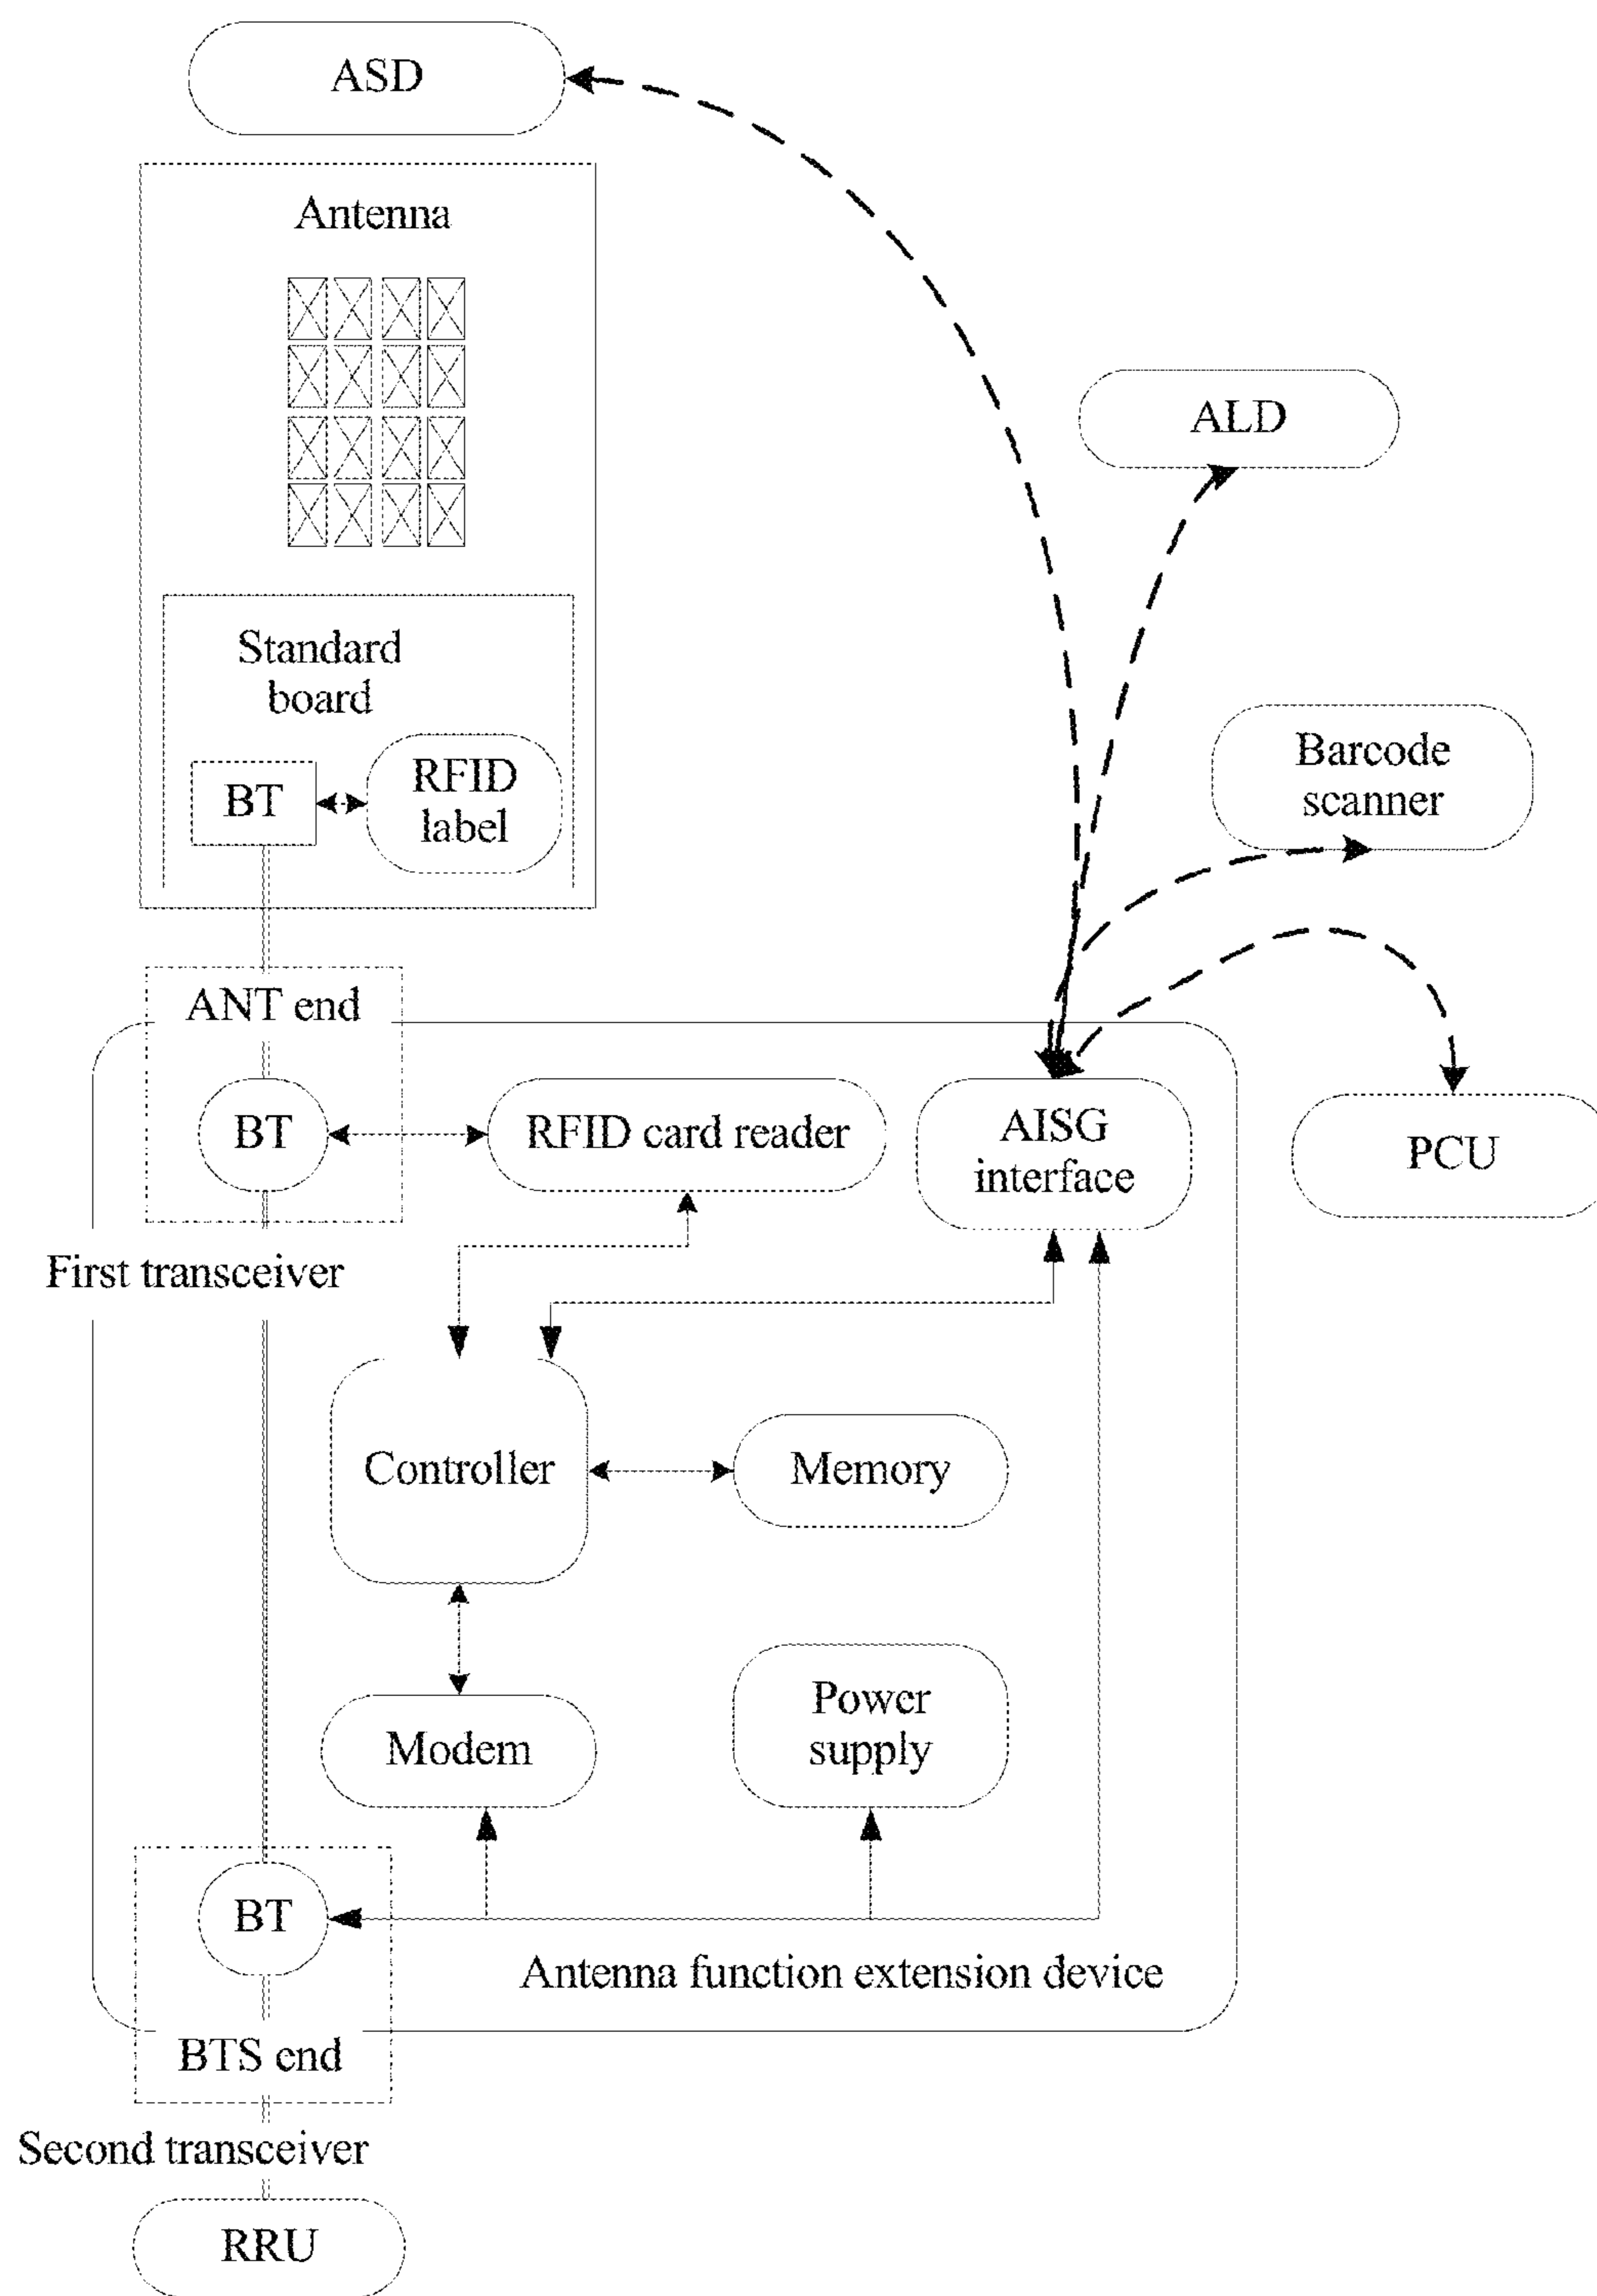 ASD
Antenna
ALD
Standard
board
BT
RFID
label
Barcode
scanner
ANT end
BT
RFID card reader
AISG
interface
PCU
First transceiver
Controller
Memory
Modem
Power
supply
BT
Antenna function extension device
BTS end
Second transceiver
RRU